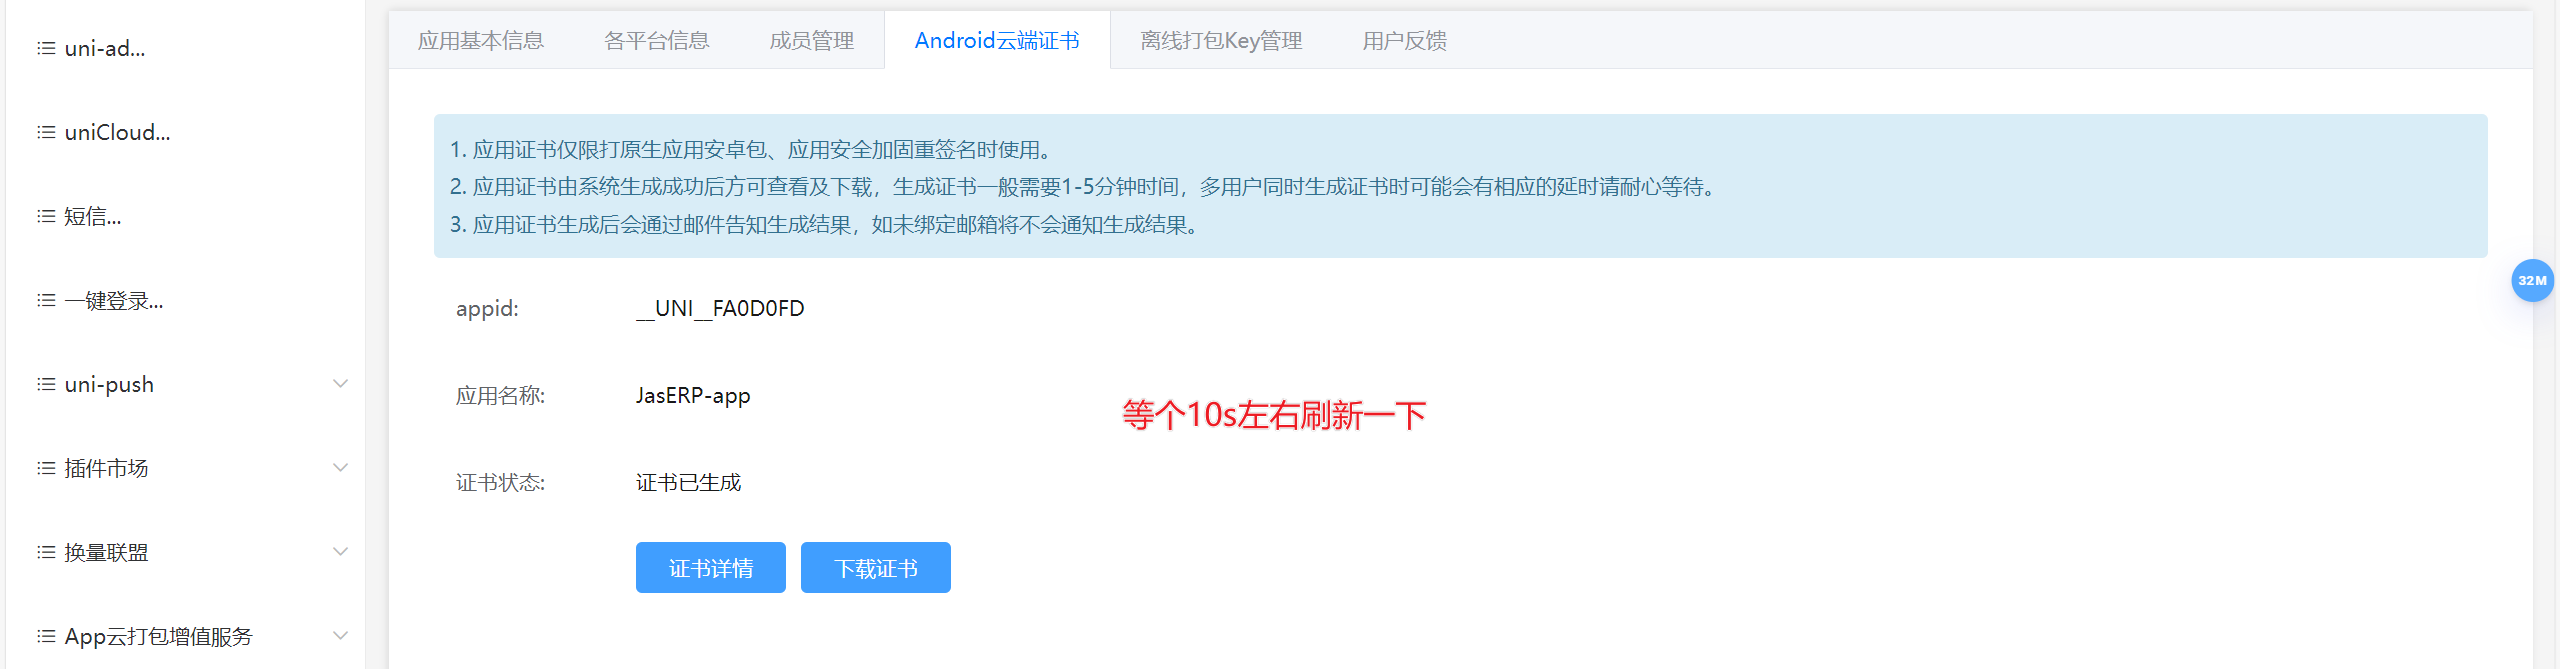 uni-ad...
uniCloud...
短信...
一键登录...
uni-push
插件市场
换量联盟
App云打包增值服务
应用基本信息 各平台信息 成员管理 Android云端证书 离线打包Key管理 用户反馈
1. 应用证书仅限打原生应用安卓包、应用安全加固重签名时使用。
2. 应用证书由系统生成成功后方可查看及下载，生成证书一般需要1-5分钟时间，多用户同时生成证书时可能会有相应的延时请耐心等待。
3. 应用证书生成后会通过邮件告知生成结果，如未绑定邮箱将不会通知生成结果。
32M
appid: __UNI__FA0D0FD
应用名称: JasERP-app
等个10s左右刷新一下
证书状态: 证书已生成
证书详情 下载证书